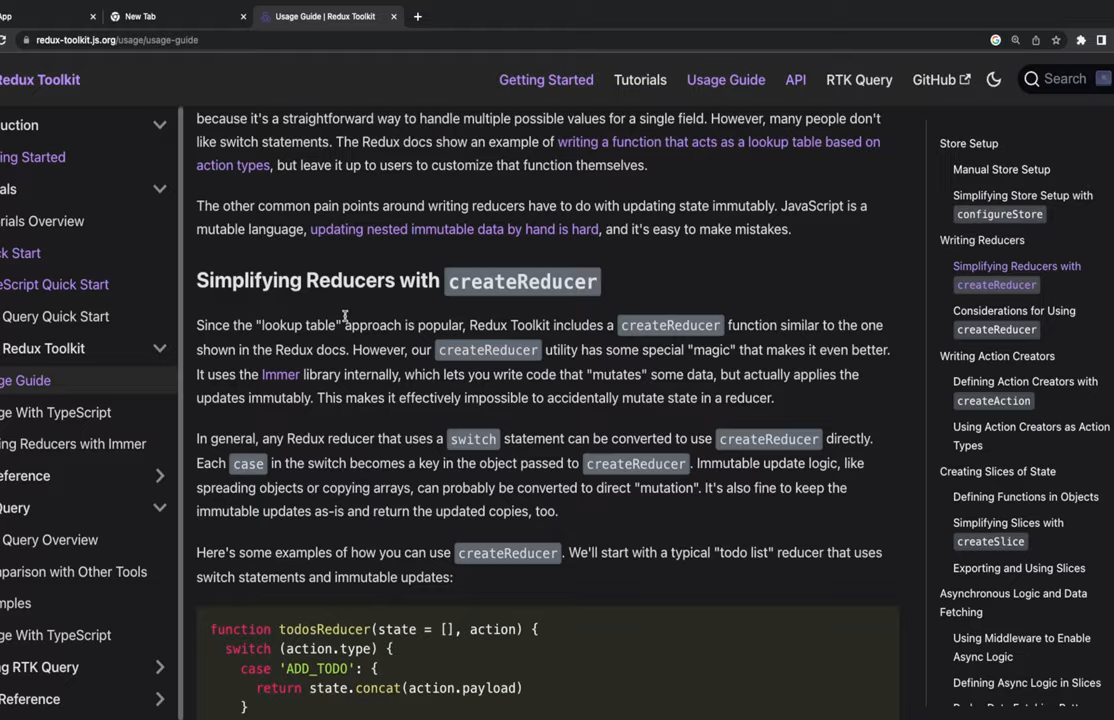 App
New Tab
Usage Guide | Redux Toolkit
redux-toolkit.js.org/usage/usage-guide
Redux Toolkit
Getting Started
Tutorials
Usage Guide
API
RTK Query
GitHub
Search
uction
ing Started
als
orials Overview
ck Start
eScript Quick Start
Query Quick Start
Redux Toolkit
ge Guide
ge With TypeScript
ing Reducers with Immer
eference
Query
Query Overview
parison with Other Tools
mples
ge With TypeScript
ng RTK Query
Reference
because it's a straightforward way to handle multiple possible values for a single field. However, many people don't
like switch statements. The Redux docs show an example of writing a function that acts as a lookup table based on
action types, but leave it up to users to customize that function themselves.
The other common pain points around writing reducers have to do with updating state immutably. JavaScript is a
mutable language, updating nested immutable data by hand is hard, and it's easy to make mistakes.
Simplifying Reducers with createReducer
Since the "lookup table" approach is popular, Redux Toolkit includes a createReducer function similar to the one
shown in the Redux docs. However, our createReducer utility has some special "magic" that makes it even better.
It uses the Immer library internally, which lets you write code that "mutates" some data, but actually applies the
updates immutably. This makes it effectively impossible to accidentally mutate state in a reducer.
In general, any Redux reducer that uses a switch statement can be converted to use createReducer directly.
Each case in the switch becomes a key in the object passed to createReducer. Immutable update logic, like
spreading objects or copying arrays, can probably be converted to direct "mutation". It's also fine to keep the
immutable updates as-is and return the updated copies, too.
Here's some examples of how you can use createReducer. We'll start with a typical "todo list" reducer that uses
switch statements and immutable updates:
function todosReducer(state = [], action) {
switch (action.type) {
case 'ADD_TODO': {
return state.concat(action.payload)
}
Store Setup
Manual Store Setup
Simplifying Store Setup with
configureStore
Writing Reducers
Simplifying Reducers with
createReducer
Considerations for Using
createReducer
Writing Action Creators
Defining Action Creators with
createAction
Using Action Creators as Action
Types
Creating Slices of State
Defining Functions in Objects
Simplifying Slices with
createSlice
Exporting and Using Slices
Asynchronous Logic and Data
Fetching
Using Middleware to Enable
Async Logic
Defining Async Logic in Slices